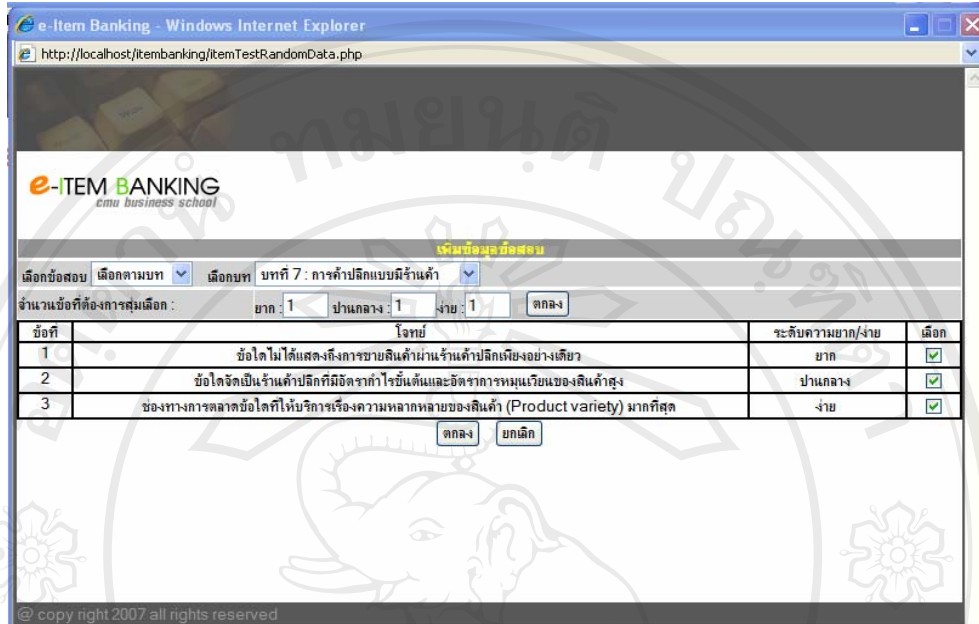 e-Item Banking - Windows Internet Explorer
http://localhost/itembanking/itemTestRandomData.php
e-ITEM BANKING
cmu business school
เพิ่มข้อมูลข้อสอบ
เลือกข้อสอบ เลือกตามบท เลือกบท บทที่ 7 : การค้าปลีกแบบมีร้านค้า
จำนวนข้อที่ต้องการสุ่มเลือก : ยาก : 1 ปานกลาง : 1 ง่าย : 1 ตกลง
ข้อที่ โจทย์ ระดับความยาก/ง่าย เลือก
1 ข้อใดไม่ได้แสดงถึงการขายสินค้าผ่านร้านค้าปลีกเพียงอย่างเดียว ยาก
2 ข้อใดจัดเป็นร้านค้าปลีกที่มีอัตรากำไรขั้นต้นและอัตราการหมุนเวียนของสินค้าสูง ปานกลาง
3 ช่องทางการตลาดข้อใดที่ให้บริการเรื่องความหลากหลายของสินค้า (Product variety) มากที่สุด ง่าย
ตกลง ยกเลิก
@ copy right 2007 all rights reserved